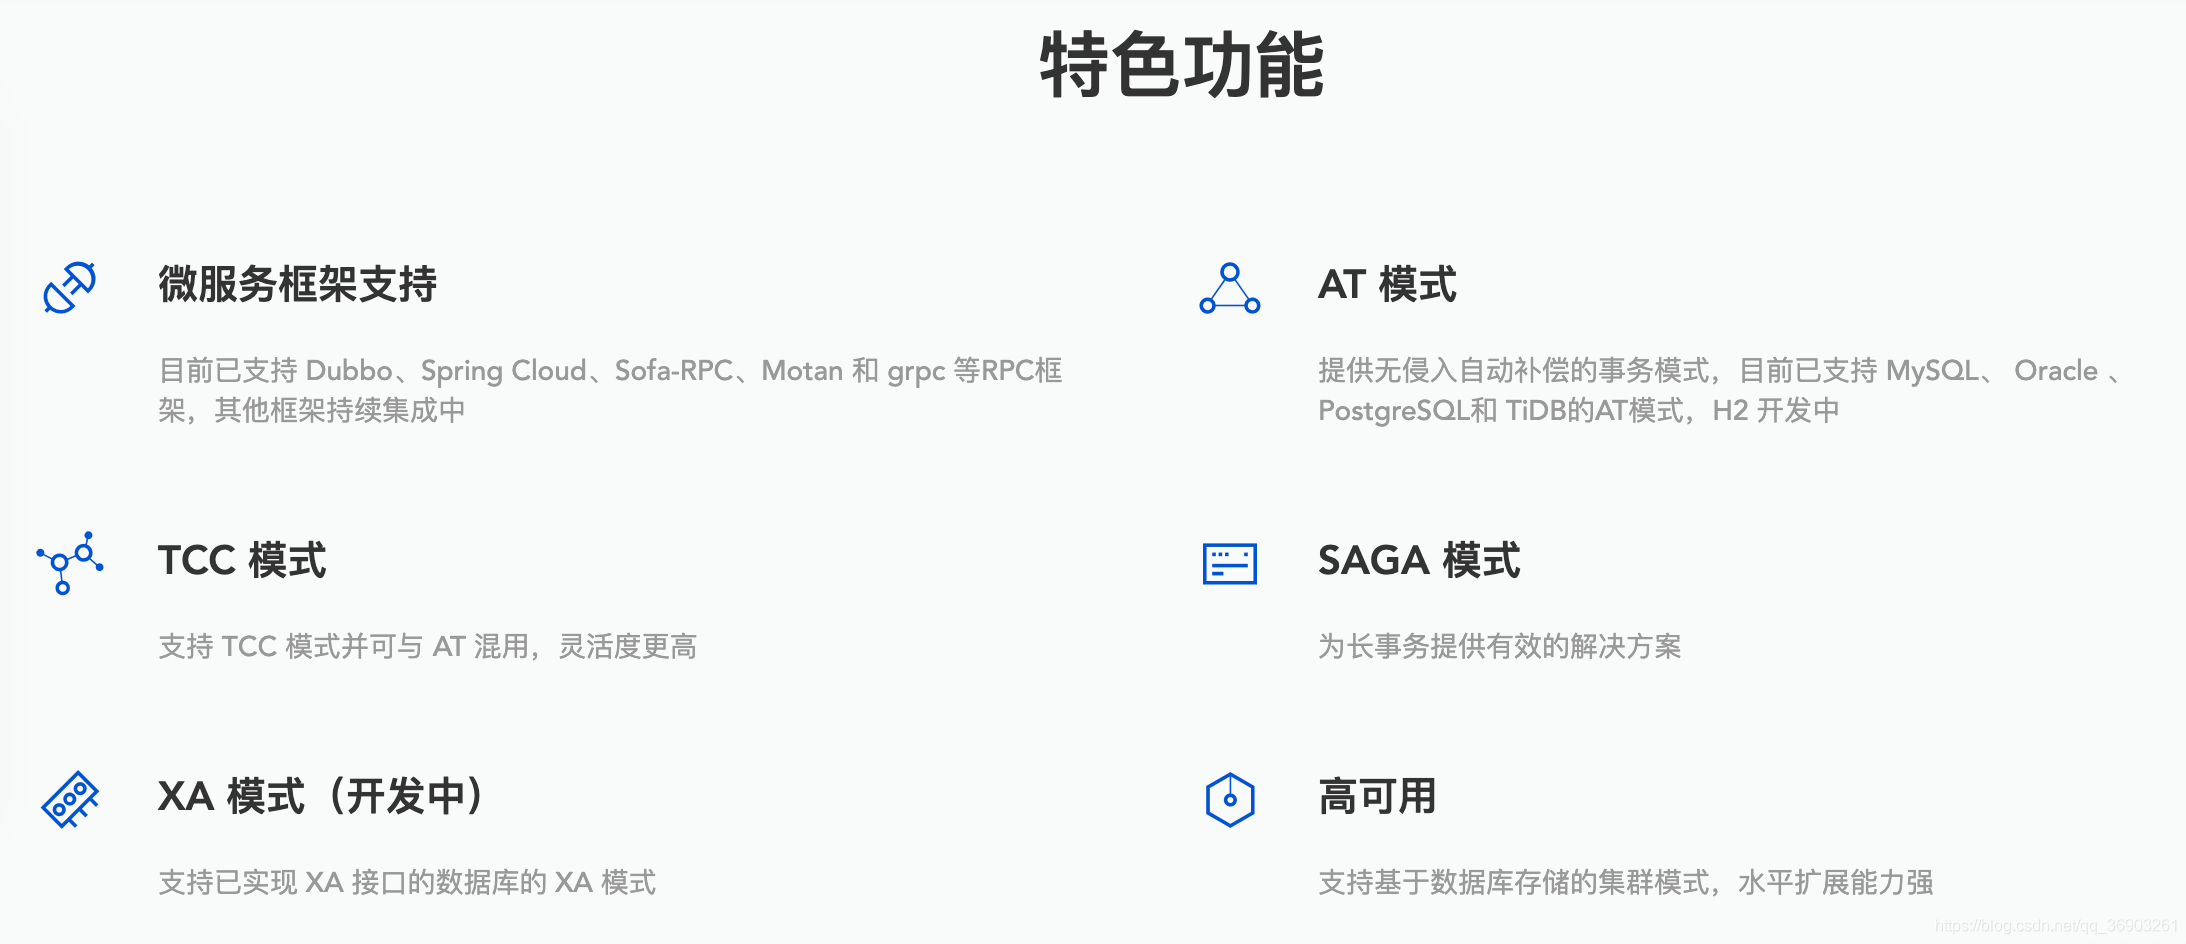 特色功能
微服务框架支持
目前已支持 Dubbo、Spring Cloud、Sofa-RPC、Motan 和 grpc 等RPC框
架，其他框架持续集成中
AT 模式
提供无侵入自动补偿的事务模式，目前已支持 MySQL、 Oracle 、
PostgreSQL和 TiDB的AT模式，H2 开发中
TCC 模式
支持 TCC 模式并可与 AT 混用，灵活度更高
SAGA 模式
为长事务提供有效的解决方案
XA 模式（开发中）
支持已实现 XA 接口的数据库的 XA 模式
高可用
支持基于数据库存储的集群模式，水平扩展能力强
https://blog.csdn.net/qq_36903261